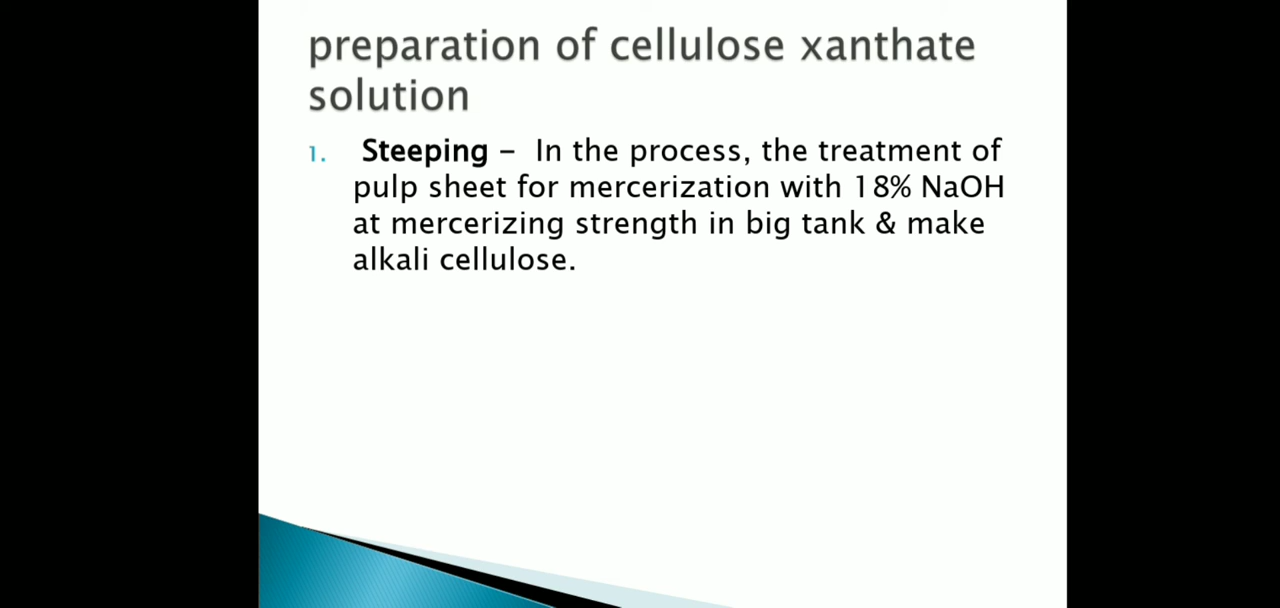 preparation of cellulose xanthate
solution
1. Steeping – In the process, the treatment of
pulp sheet for mercerization with 18% NaOH
at mercerizing strength in big tank & make
alkali cellulose.